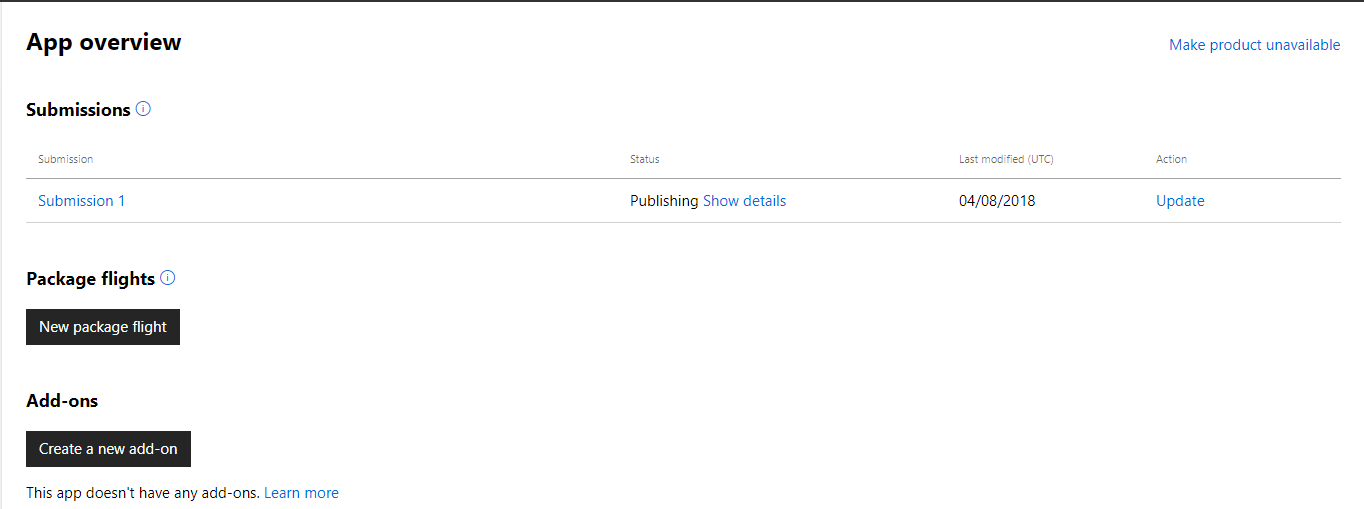 App overview
Make product unavailable
Submissions
Submission Status Last modified (UTC) Action
Submission 1 Publishing Show details 04/08/2018 Update
Package flights
New package flight
Add-ons
Create a new add-on
This app doesn't have any add-ons. Learn more